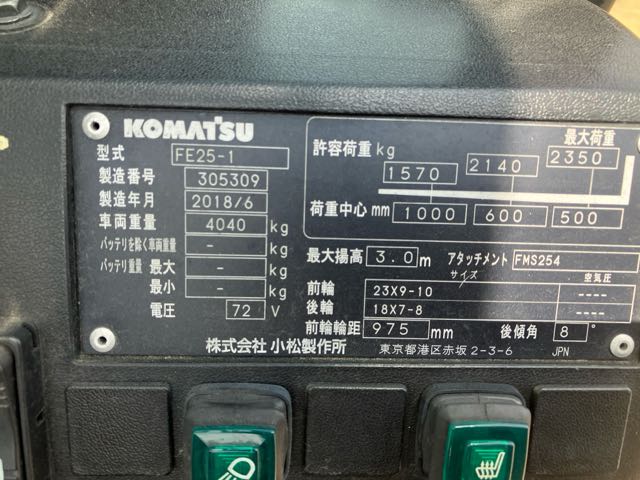 KOMATSU
型式 FE25-1
製造番号 305309
製造年月 2018/6
車両重量 4040 kg
バッテリを除く車両重量 - kg
バッテリ重量 最大 - kg
最小 - kg
電圧 72 V
最大荷重
許容荷重 kg 1570 2140 2350
荷重中心 mm 1000 600 500
最大揚高 3.0 m アタッチメント FMS254
サイズ 空気圧
前輪 23X9-10 ----
後輪 18X7-8 ----
前輪輪距 975 mm 後傾角 8°
株式会社 小松製作所 東京都港区赤坂2-3-6 JPN